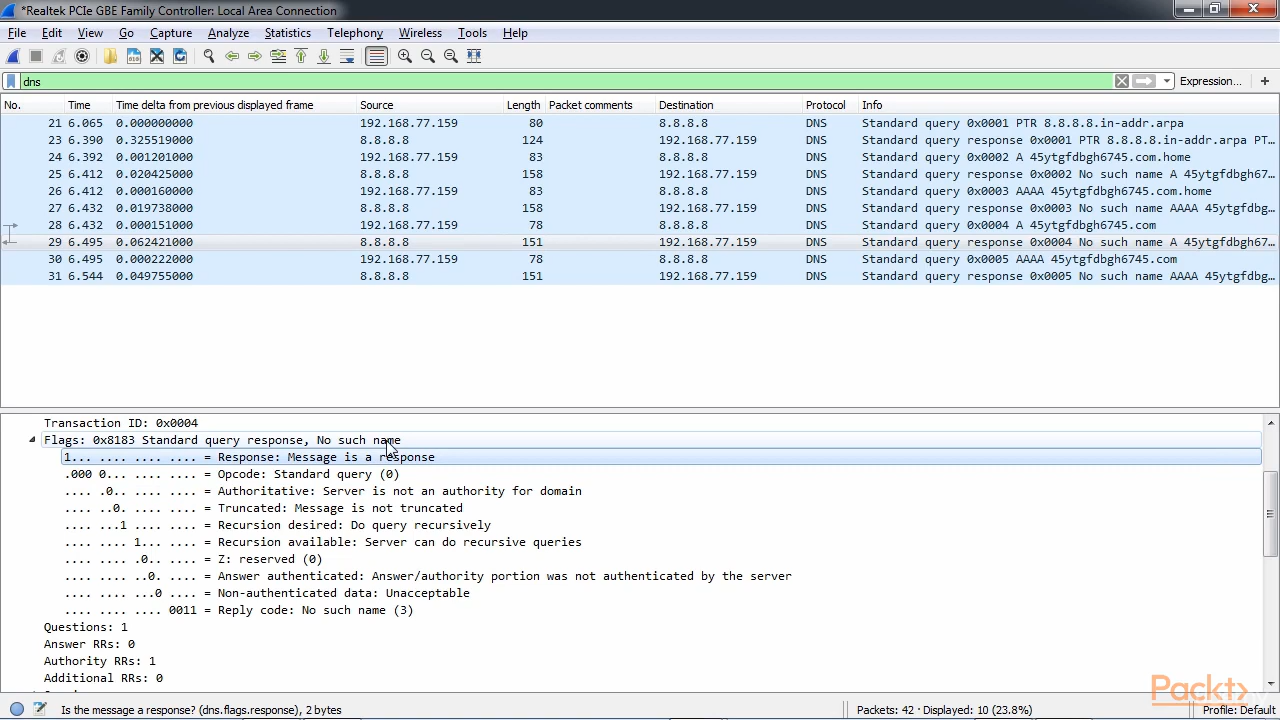 *Realtek PCIe GBE Family Controller: Local Area Connection
File Edit View Go Capture Analyze Statistics Telephony Wireless Tools Help
dns Expression... +
No. Time Time delta from previous displayed frame Source Length Packet comments Destination Protocol Info
21 6.065 0.000000000 192.168.77.159 80 8.8.8.8 DNS Standard query 0x0001 PTR 8.8.8.8.in-addr.arpa
23 6.390 0.325519000 8.8.8.8 124 192.168.77.159 DNS Standard query response 0x0001 PTR 8.8.8.8.in-addr.arpa PT…
24 6.392 0.001201000 192.168.77.159 83 8.8.8.8 DNS Standard query 0x0002 A 45ytgfdbgh6745.com.home
25 6.412 0.020425000 8.8.8.8 158 192.168.77.159 DNS Standard query response 0x0002 No such name A 45ytgfdbgh67…
26 6.412 0.000160000 192.168.77.159 83 8.8.8.8 DNS Standard query 0x0003 AAAA 45ytgfdbgh6745.com.home
27 6.432 0.019738000 8.8.8.8 158 192.168.77.159 DNS Standard query response 0x0003 No such name AAAA 45ytgfdbg…
28 6.432 0.000151000 192.168.77.159 78 8.8.8.8 DNS Standard query 0x0004 A 45ytgfdbgh6745.com
29 6.495 0.062421000 8.8.8.8 151 192.168.77.159 DNS Standard query response 0x0004 No such name A 45ytgfdbgh67…
30 6.495 0.000222000 192.168.77.159 78 8.8.8.8 DNS Standard query 0x0005 AAAA 45ytgfdbgh6745.com
31 6.544 0.049755000 8.8.8.8 151 192.168.77.159 DNS Standard query response 0x0005 No such name AAAA 45ytgfdbg…
Transaction ID: 0x0004
Flags: 0x8183 Standard query response, No such name
1... .... .... .... = Response: Message is a response
.000 0... .... .... = Opcode: Standard query (0)
.... .0.. .... .... = Authoritative: Server is not an authority for domain
.... ..0. .... .... = Truncated: Message is not truncated
.... ...1 .... .... = Recursion desired: Do query recursively
.... .... 1... .... = Recursion available: Server can do recursive queries
.... .... .0.. .... = Z: reserved (0)
.... .... ..0. .... = Answer authenticated: Answer/authority portion was not authenticated by the server
.... .... ...0 .... = Non-authenticated data: Unacceptable
.... .... .... 0011 = Reply code: No such name (3)
Questions: 1
Answer RRs: 0
Authority RRs: 1
Additional RRs: 0
Packt
Is the message a response? (dns.flags.response), 2 bytes Packets: 42 · Displayed: 10 (23.8%) Profile: Default